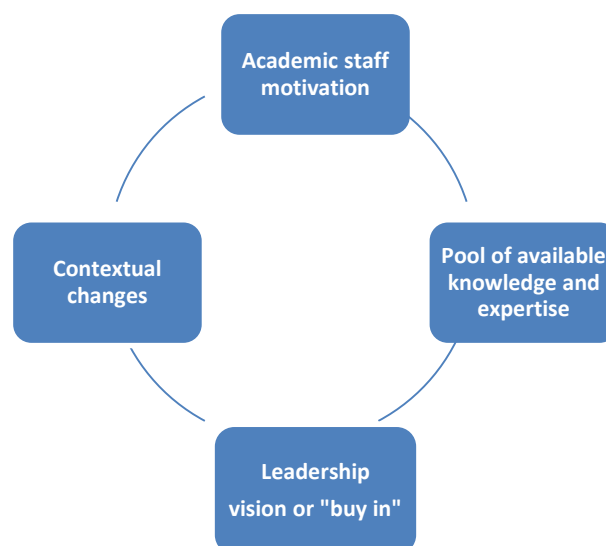 Academic staff
motivation
Pool of available
knowledge and
expertise
Leadership
vision or "buy in"
Contextual
changes